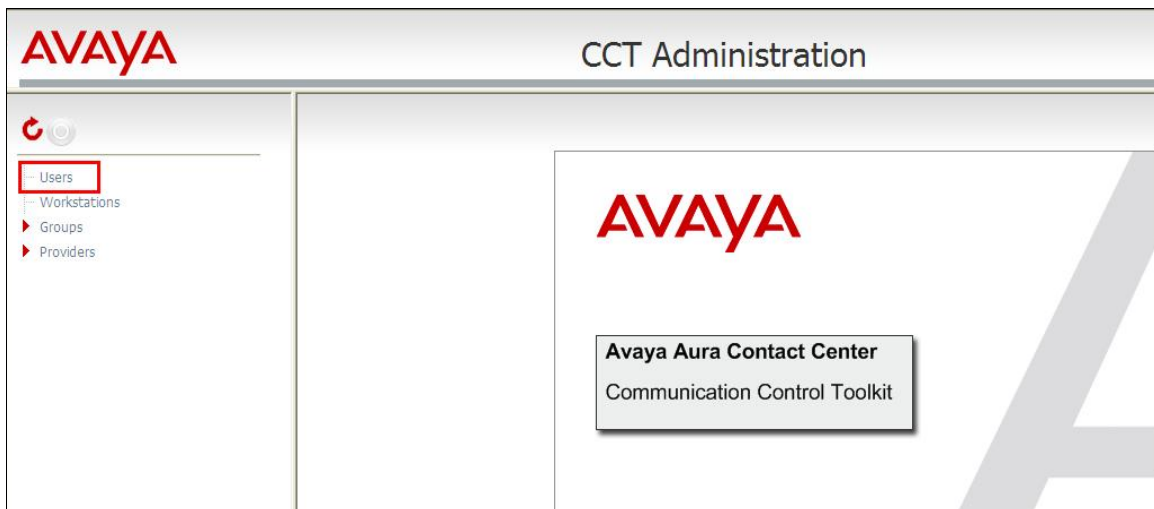 AVAYA
CCT Administration
Users
Workstations
Groups
Providers
AVAYA
Avaya Aura Contact Center
Communication Control Toolkit